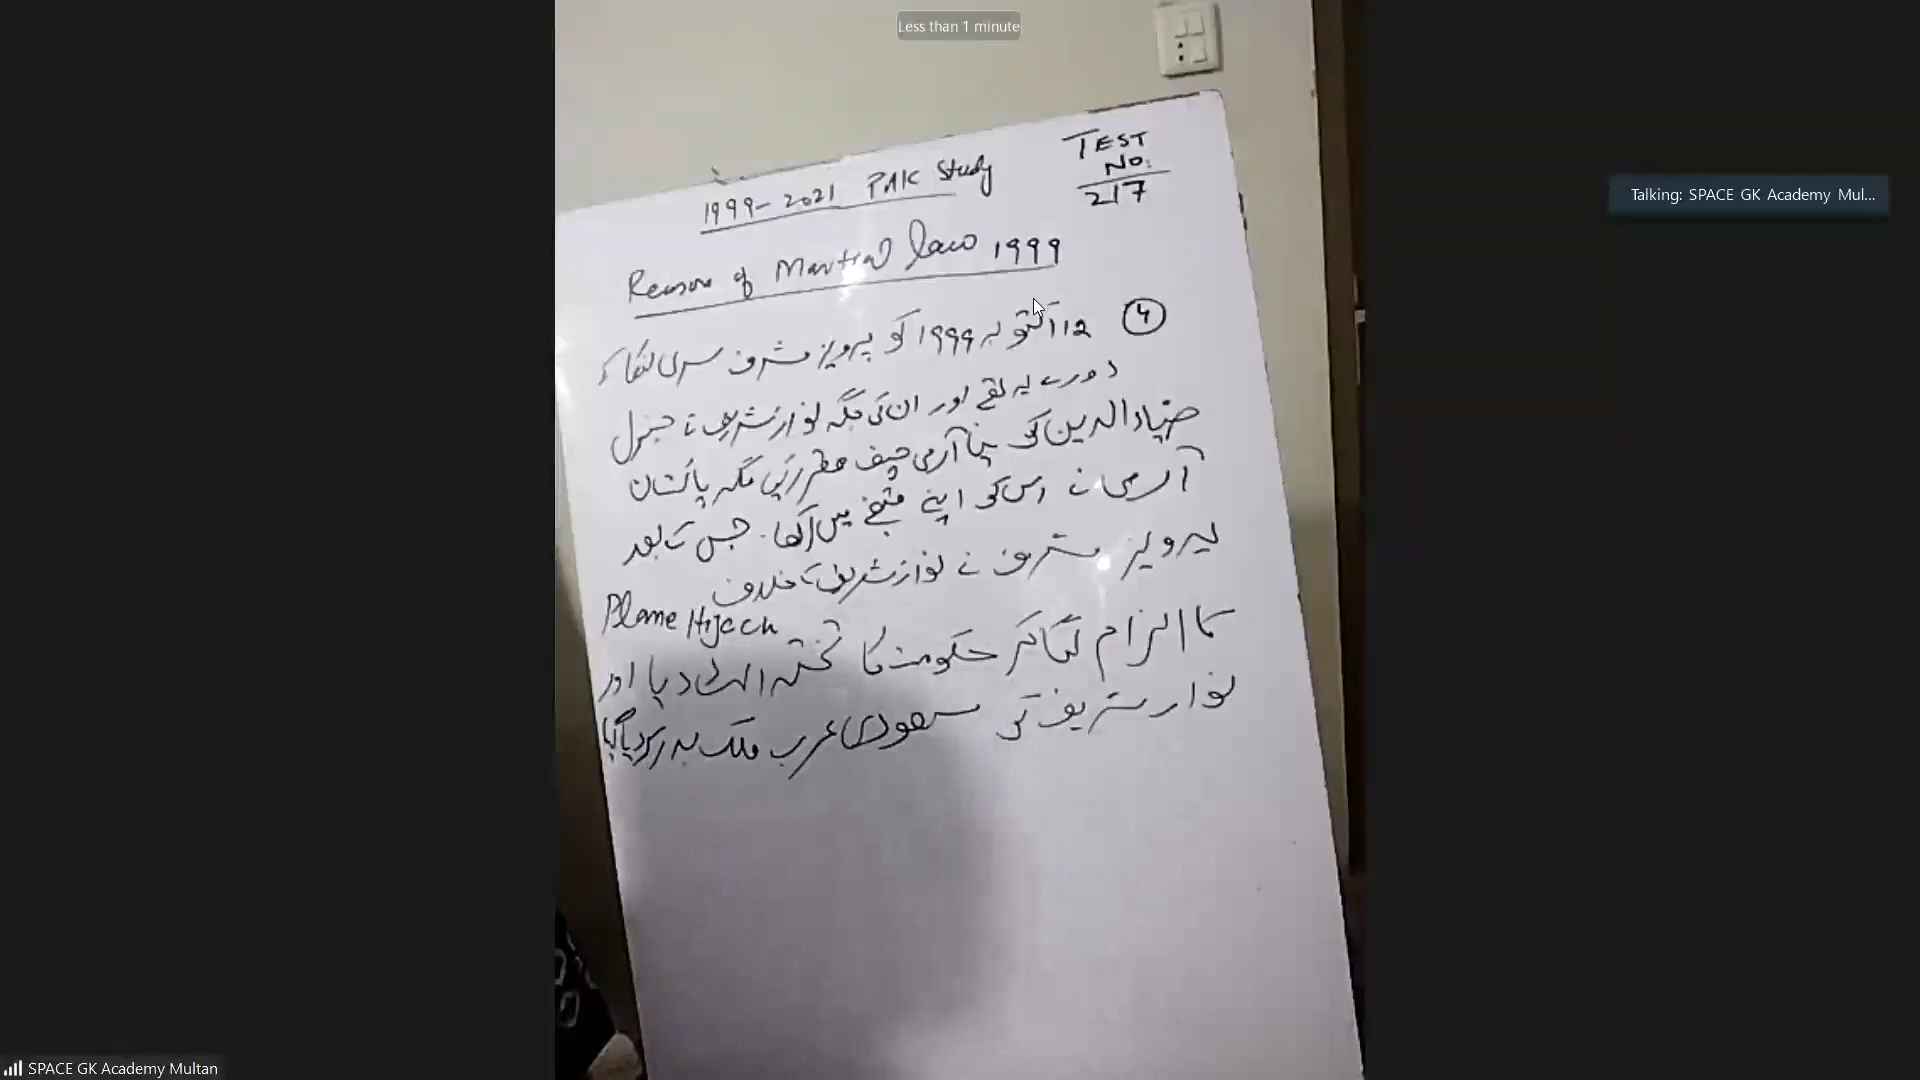 Less than 1 minute
TEST
NO.
217
1999-2021 PAK Study
Reason of Martial law 1999
④ 12 اکتوبر 1999 کو پرویز مشرف سری لنکا کے
دورے پہ تھے اور ان کی جگہ نواز شریف نے جنرل
ضیاءالدین کو نیا آرمی چیف مقرر کیا مگر پاکستان
آرمی نے اس کو اپنے قبضے میں رکھا۔ جس کے بعد
پرویز مشرف نے نواز شریف کے خلاف
Plane Hijack
کا الزام لگا کر حکومت کا تختہ الٹ دیا اور
نواز شریف کو سعودی عرب ملک بدر کر دیا گیا
Talking: SPACE GK Academy Mul...
SPACE GK Academy Multan